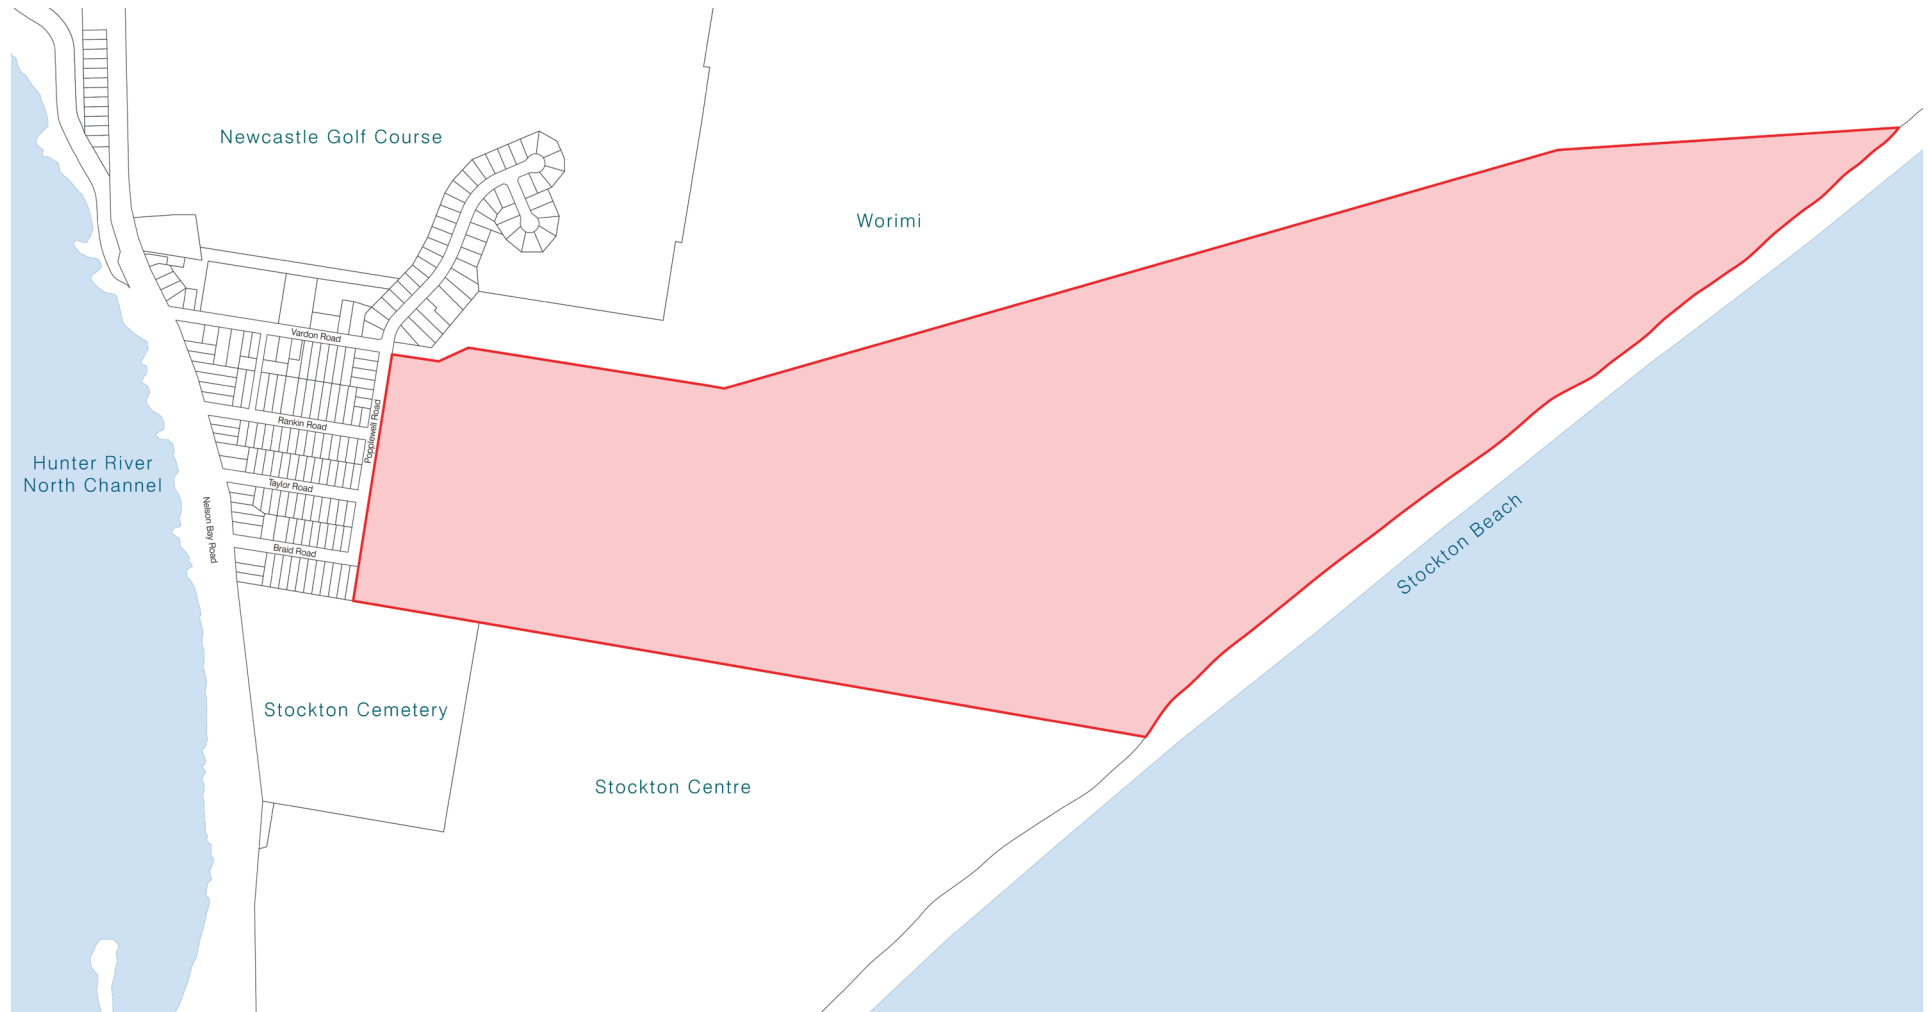 Newcastle Golf Course
Worimi
Vardon Road
Popplewell Road
Rankin Road
Hunter River
North Channel
Taylor Road
Nelson Bay Road
Braid Road
Stockton Beach
Stockton Cemetery
Stockton Centre